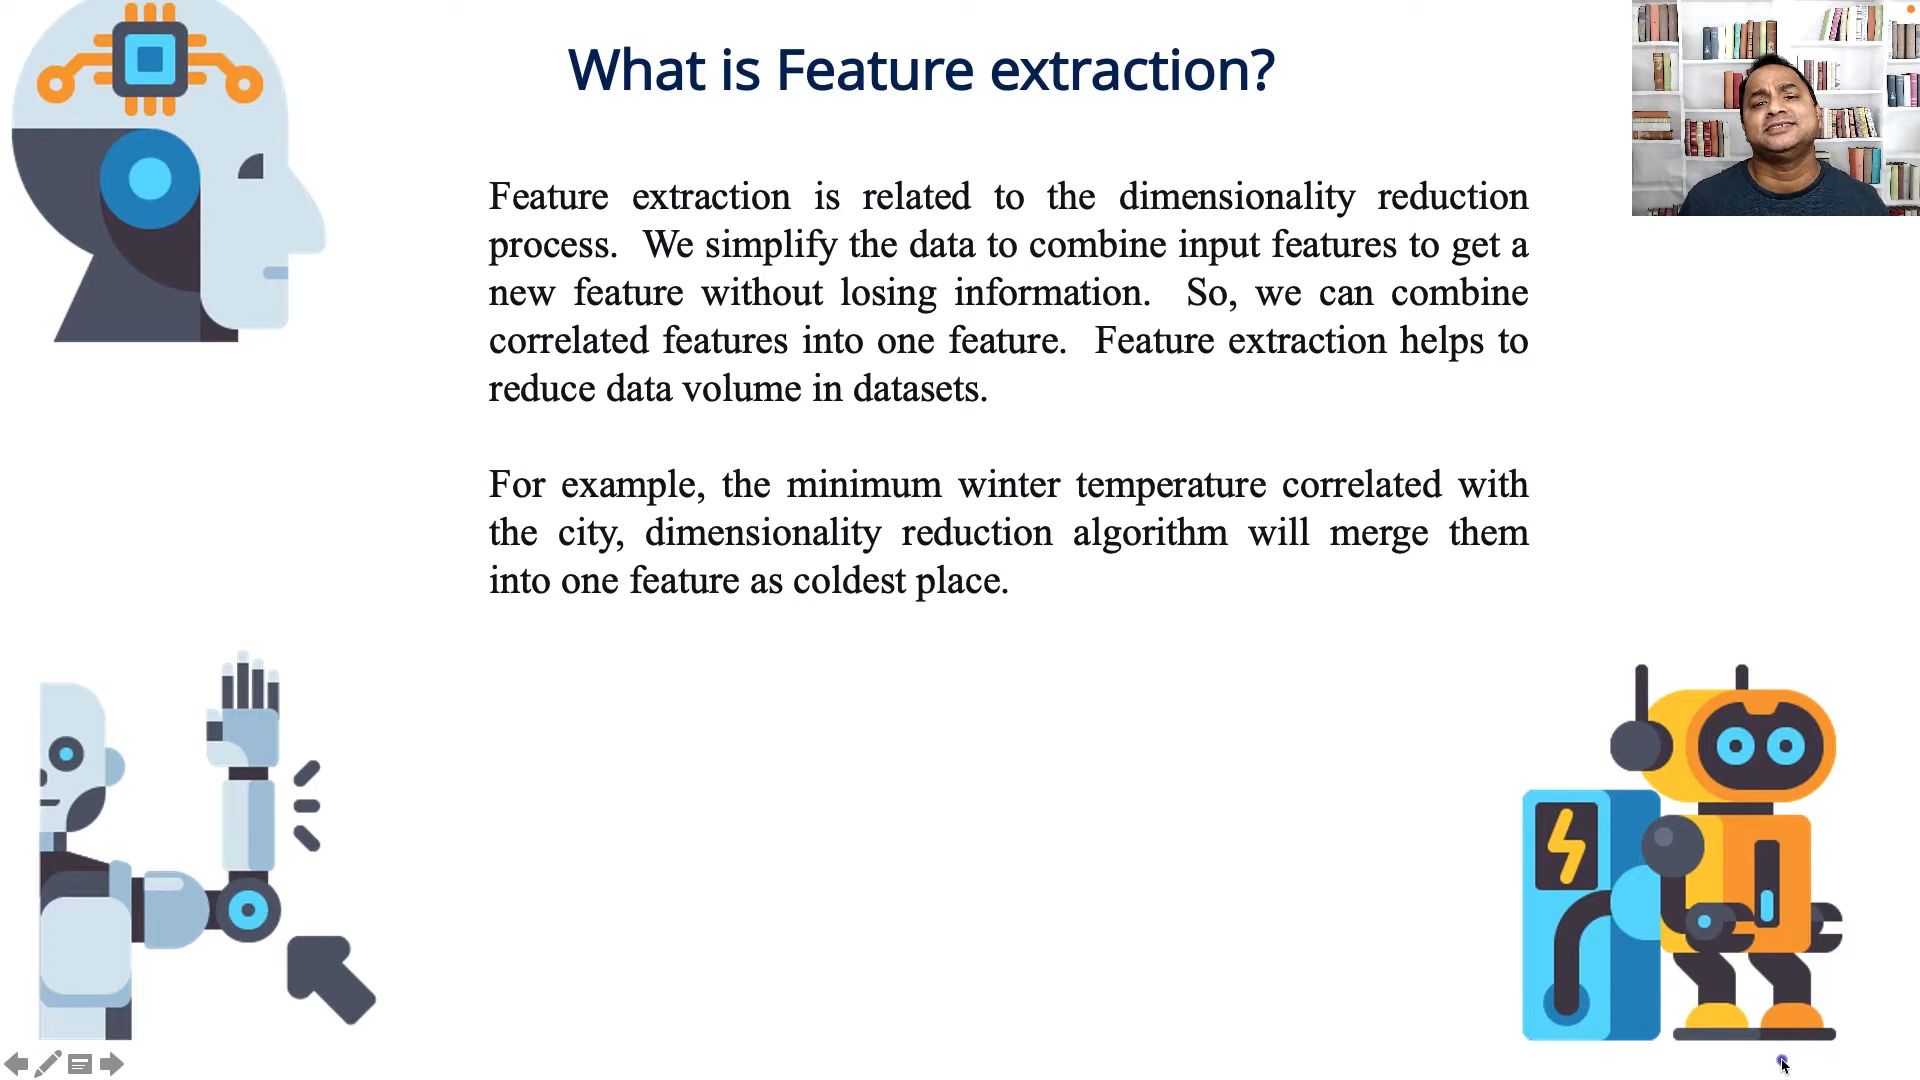 What is Feature extraction?
Feature extraction is related to the dimensionality reduction
process. We simplify the data to combine input features to get a
new feature without losing information. So, we can combine
correlated features into one feature. Feature extraction helps to
reduce data volume in datasets.
For example, the minimum winter temperature correlated with
the city, dimensionality reduction algorithm will merge them
into one feature as coldest place.